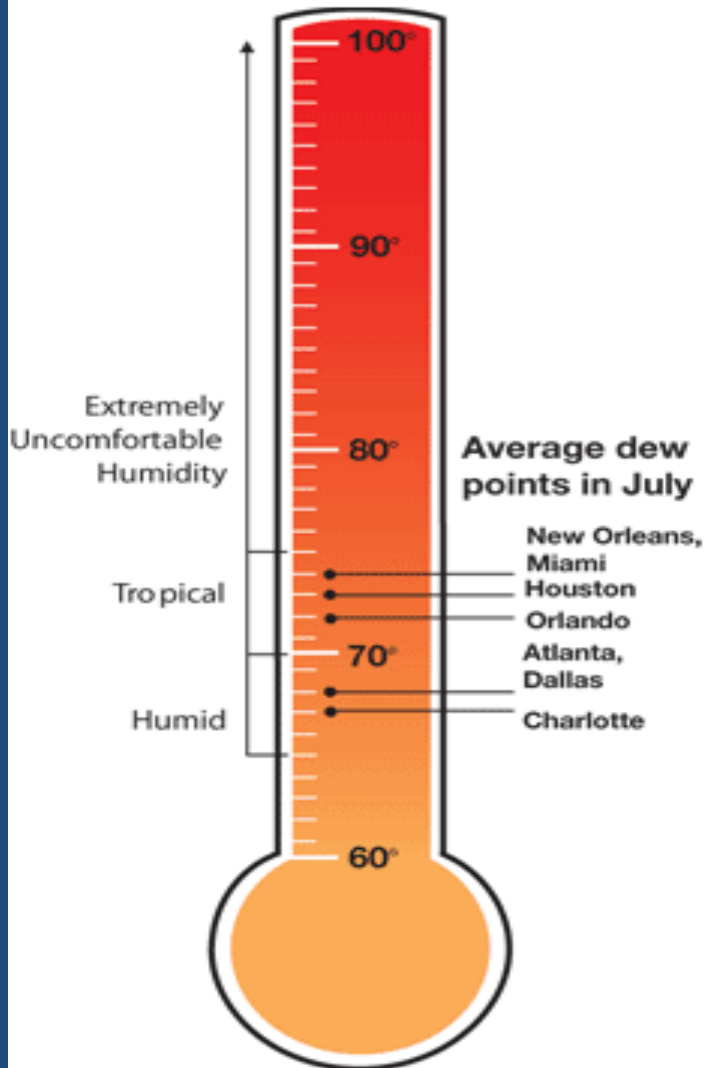 100°
90°
Extremely
Uncomfortable
Humidity
80°
Average dew
points in July
New Orleans,
Miami
Houston
Tropical
Orlando
70°
Atlanta,
Dallas
Humid
Charlotte
60°